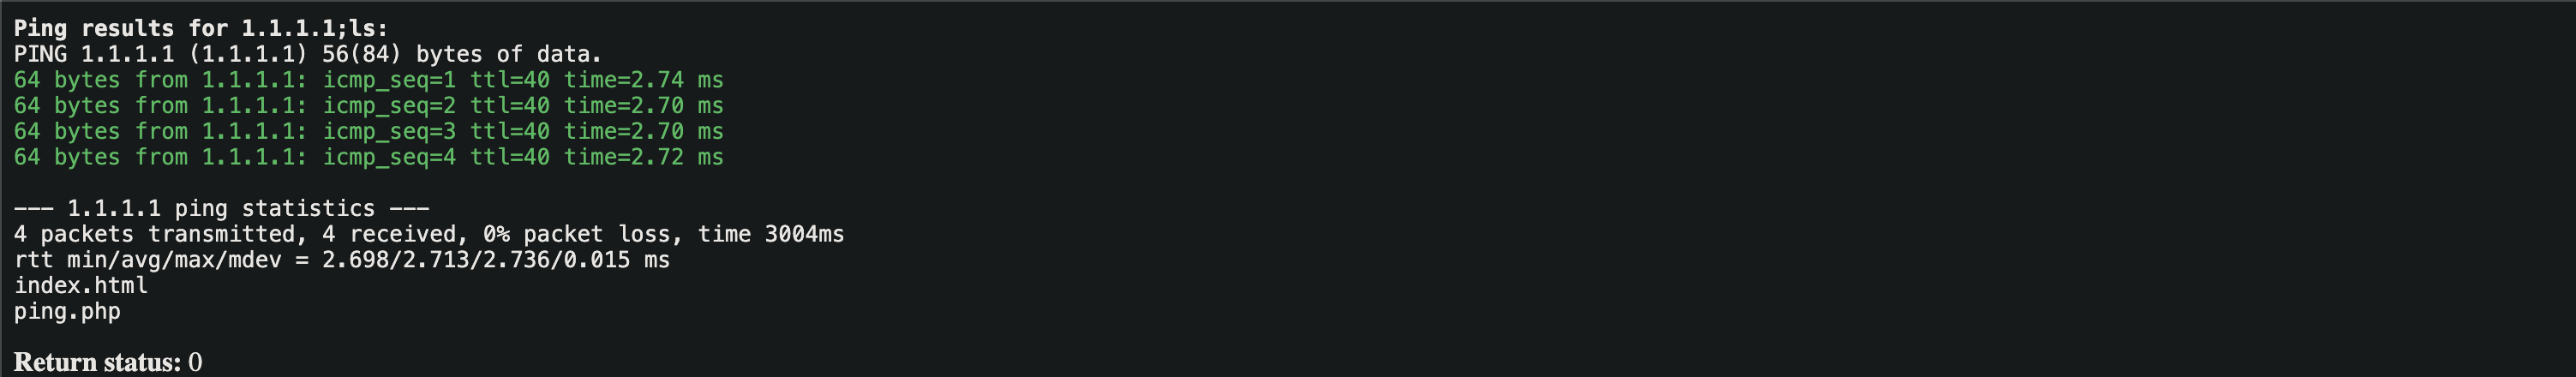 Ping results for 1.1.1.1;ls:
PING 1.1.1.1 (1.1.1.1) 56(84) bytes of data.
64 bytes from 1.1.1.1: icmp_seq=1 ttl=40 time=2.74 ms
64 bytes from 1.1.1.1: icmp_seq=2 ttl=40 time=2.70 ms
64 bytes from 1.1.1.1: icmp_seq=3 ttl=40 time=2.70 ms
64 bytes from 1.1.1.1: icmp_seq=4 ttl=40 time=2.72 ms
--- 1.1.1.1 ping statistics ---
4 packets transmitted, 4 received, 0% packet loss, time 3004ms
rtt min/avg/max/mdev = 2.698/2.713/2.736/0.015 ms
index.html
ping.php
Return status: 0